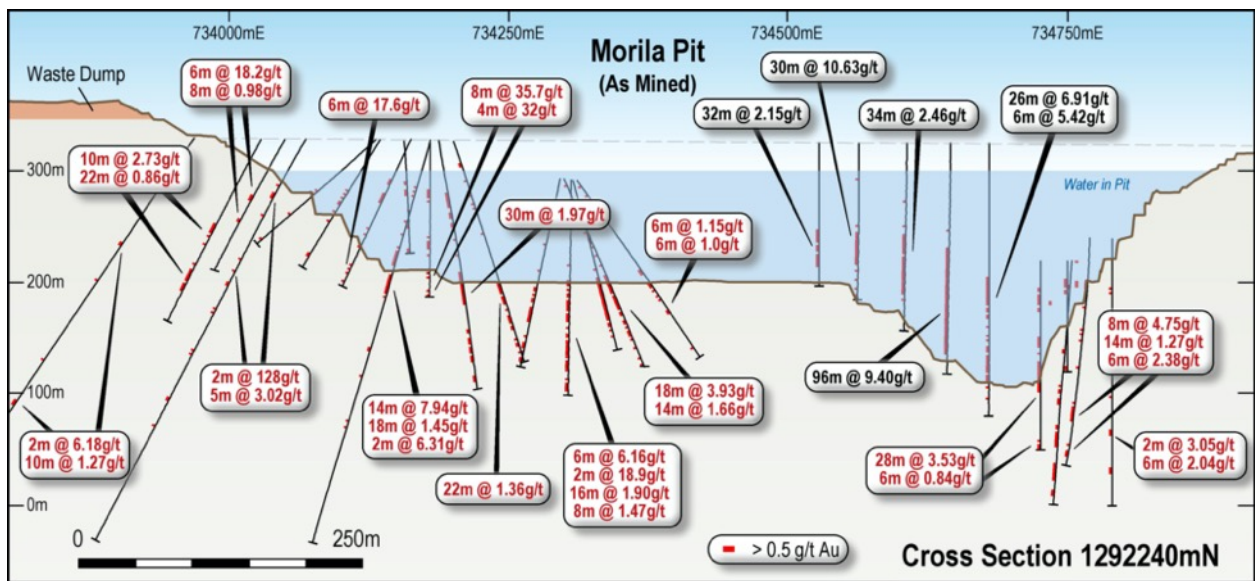 734000mE
734250mE
734500mE
734750mE
Morila Pit
(As Mined)
Waste Dump
6m @ 18.2g/t
8m @ 0.98g/t
6m @ 17.6g/t
8m @ 35.7g/t
4m @ 32g/t
30m @ 10.63g/t
32m @ 2.15g/t
34m @ 2.46g/t
26m @ 6.91g/t
6m @ 5.42g/t
10m @ 2.73g/t
22m @ 0.86g/t
300m
Water in Pit
30m @ 1.97g/t
6m @ 1.15g/t
6m @ 1.0g/t
200m
8m @ 4.75g/t
14m @ 1.27g/t
6m @ 2.38g/t
96m @ 9.40g/t
2m @ 128g/t
5m @ 3.02g/t
18m @ 3.93g/t
14m @ 1.66g/t
100m
14m @ 7.94g/t
18m @ 1.45g/t
2m @ 6.31g/t
2m @ 6.18g/t
10m @ 1.27g/t
22m @ 1.36g/t
6m @ 6.16g/t
2m @ 18.9g/t
16m @ 1.90g/t
8m @ 1.47g/t
28m @ 3.53g/t
6m @ 0.84g/t
2m @ 3.05g/t
6m @ 2.04g/t
0m
0
250m
> 0.5 g/t Au
Cross Section 1292240mN